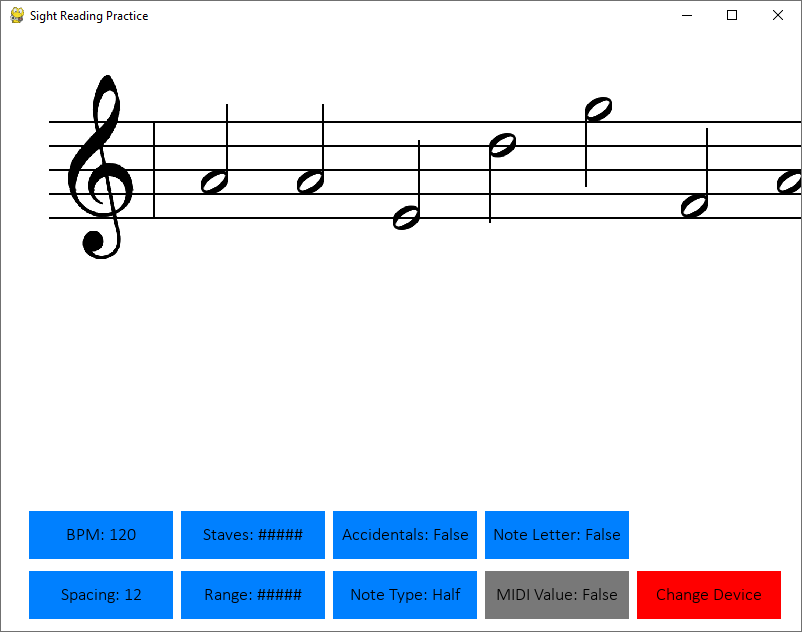 Sight Reading Practice
BPM: 120
Staves: #####
Accidentals: False
Note Letter: False
Spacing: 12
Range: #####
Note Type: Half
MIDI Value: False
Change Device